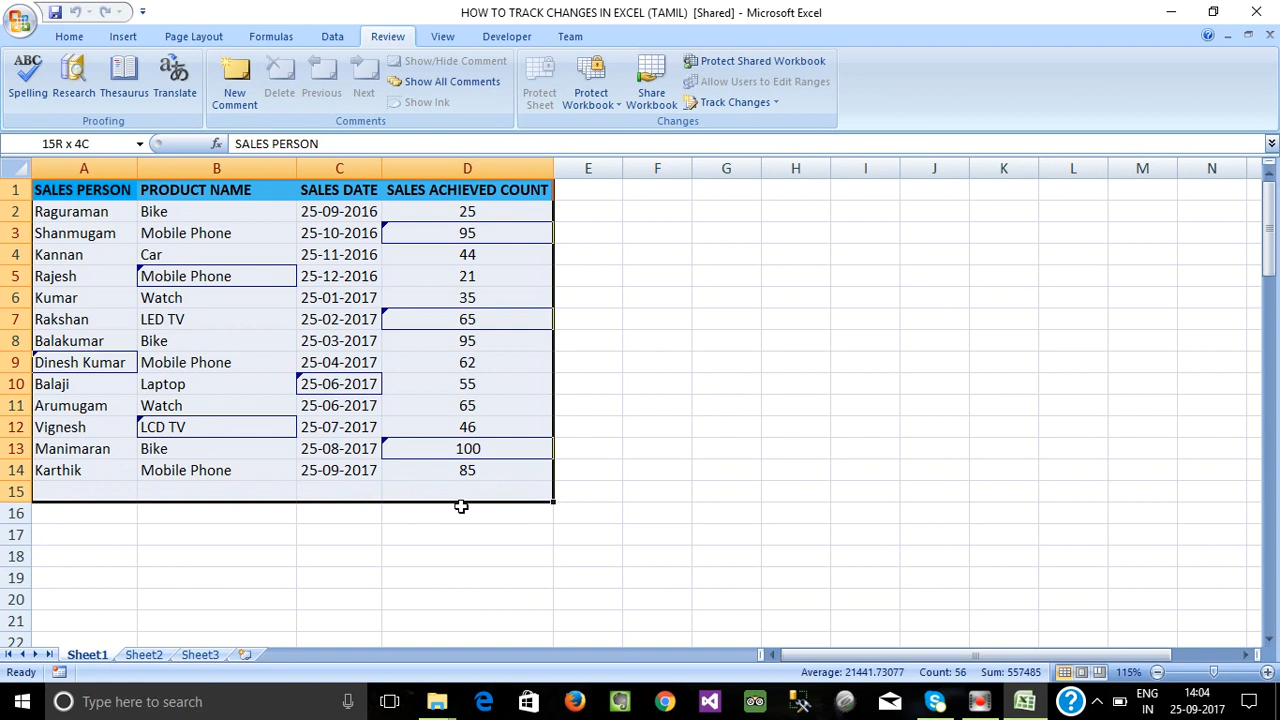 HOW TO TRACK CHANGES IN EXCEL (TAMIL)  [Shared] - Microsoft Excel
Home Insert Page Layout Formulas Data Review View Developer Team
ABC
Spelling Research Thesaurus Translate
Proofing
New Comment Delete Previous Next
Show/Hide Comment
Show All Comments
Show Ink
Comments
Protect Sheet Protect Workbook Share Workbook
Protect Shared Workbook
Allow Users to Edit Ranges
Track Changes
Changes
15R x 4C fx SALES PERSON
A B C D E F G H I J K L M N
1 SALES PERSON PRODUCT NAME SALES DATE SALES ACHIEVED COUNT
2 Raguraman Bike 25-09-2016 25
3 Shanmugam Mobile Phone 25-10-2016 95
4 Kannan Car 25-11-2016 44
5 Rajesh Mobile Phone 25-12-2016 21
6 Kumar Watch 25-01-2017 35
7 Rakshan LED TV 25-02-2017 65
8 Balakumar Bike 25-03-2017 95
9 Dinesh Kumar Mobile Phone 25-04-2017 62
10 Balaji Laptop 25-06-2017 55
11 Arumugam Watch 25-06-2017 65
12 Vignesh LCD TV 25-07-2017 46
13 Manimaran Bike 25-08-2017 100
14 Karthik Mobile Phone 25-09-2017 85
15
16
17
18
19
20
21
22
Sheet1 Sheet2 Sheet3
Ready Average: 21441.73077 Count: 56 Sum: 557485 115%
Type here to search ENG IN 14:04 25-09-2017